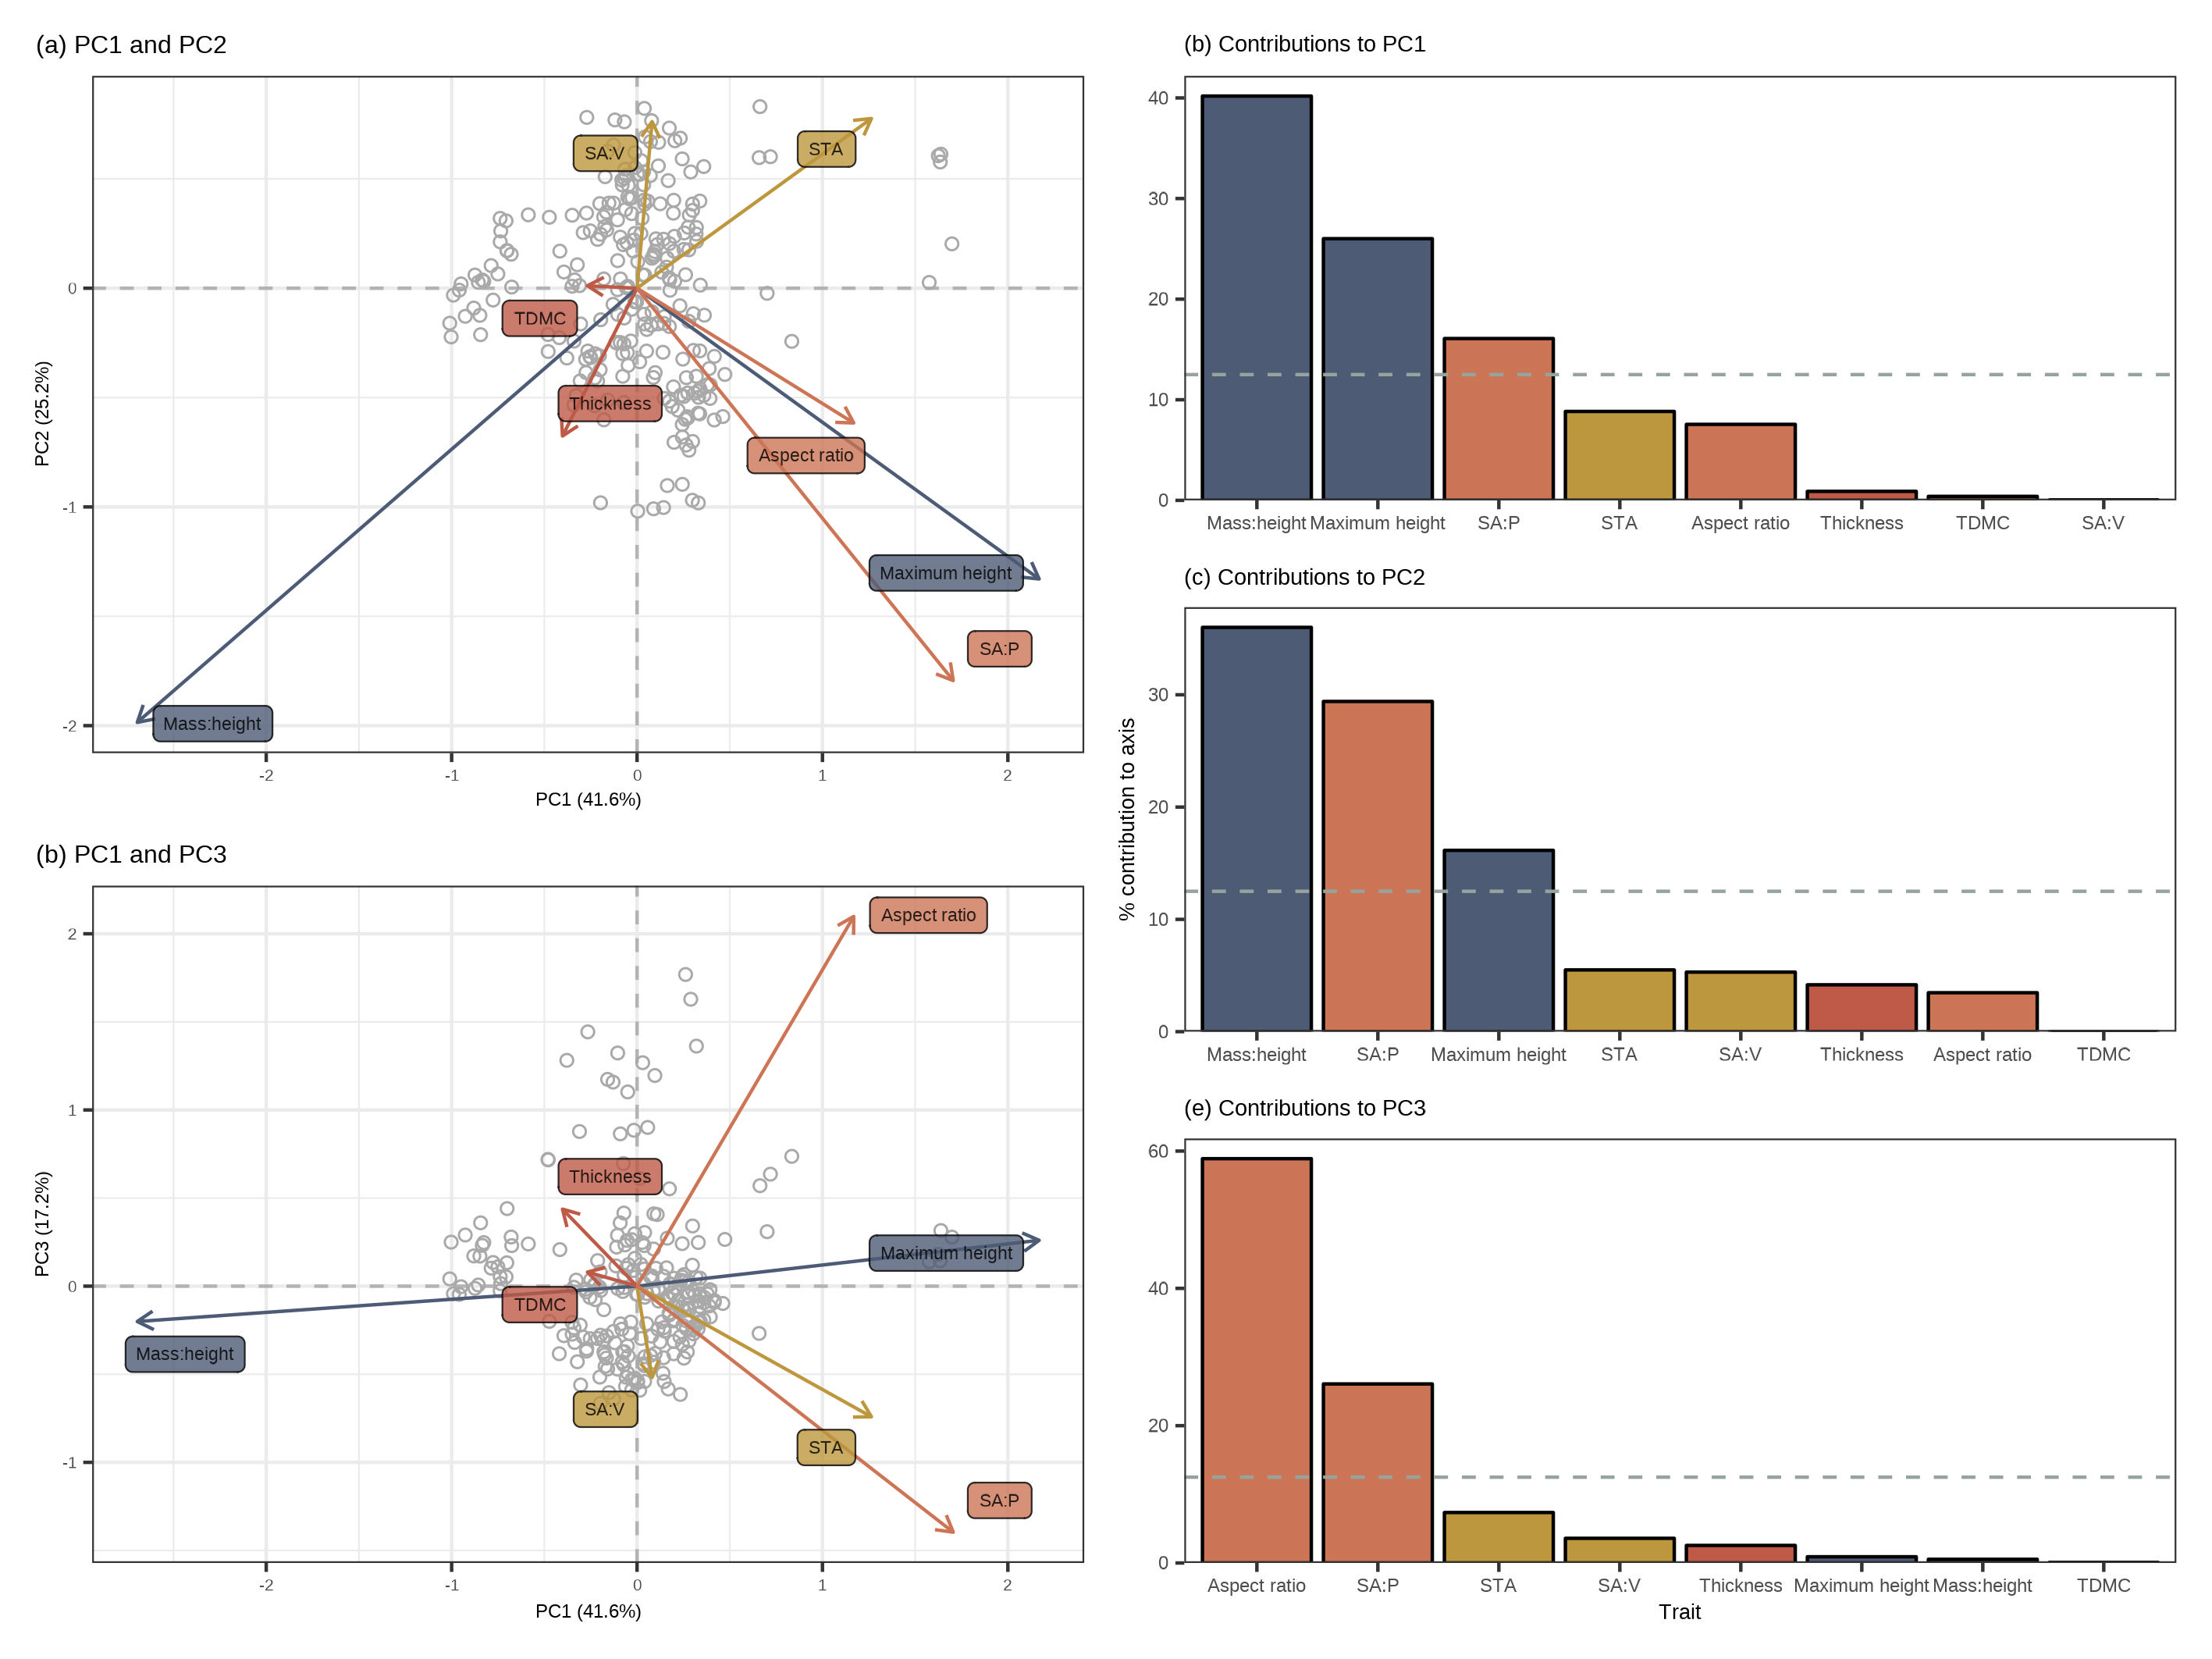 (a) PC1 and PC2
SA:V
STA
TDMC
Thickness
Aspect ratio
Maximum height
SA:P
Mass:height
0
-1
-2
PC2 (25.2%)
-2 -1 0 1 2
PC1 (41.6%)
(b) PC1 and PC3
Aspect ratio
Thickness
Maximum height
TDMC
Mass:height
SA:V
STA
SA:P
2
1
0
-1
PC3 (17.2%)
-2 -1 0 1 2
PC1 (41.6%)
(b) Contributions to PC1
40
30
20
10
0
Mass:height Maximum height SA:P STA Aspect ratio Thickness TDMC SA:V
(c) Contributions to PC2
% contribution to axis
30
20
10
0
Mass:height SA:P Maximum height STA SA:V Thickness Aspect ratio TDMC
(e) Contributions to PC3
60
40
20
0
Aspect ratio SA:P STA SA:V Thickness Maximum height Mass:height TDMC
Trait